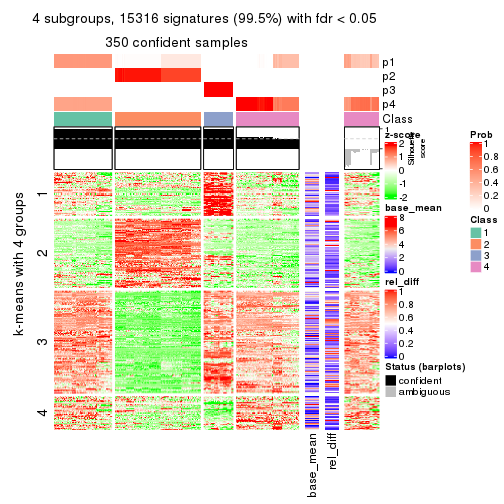 4 subgroups, 15316 signatures (99.5%) with fdr < 0.05
350 confident samples
p1
p2
p3
p4
Class
k-means with 4 groups
1
2
3
4
1
Silhouette
score
z-score
2
1
0
-1
-2
base_mean
8
6
4
2
0
rel_diff
1
0.8
0.6
0.4
0.2
0
Prob
1
0.8
0.6
0.4
0.2
0
Class
1
2
3
4
Status (barplots)
confident
ambiguous
base_mean
rel_diff